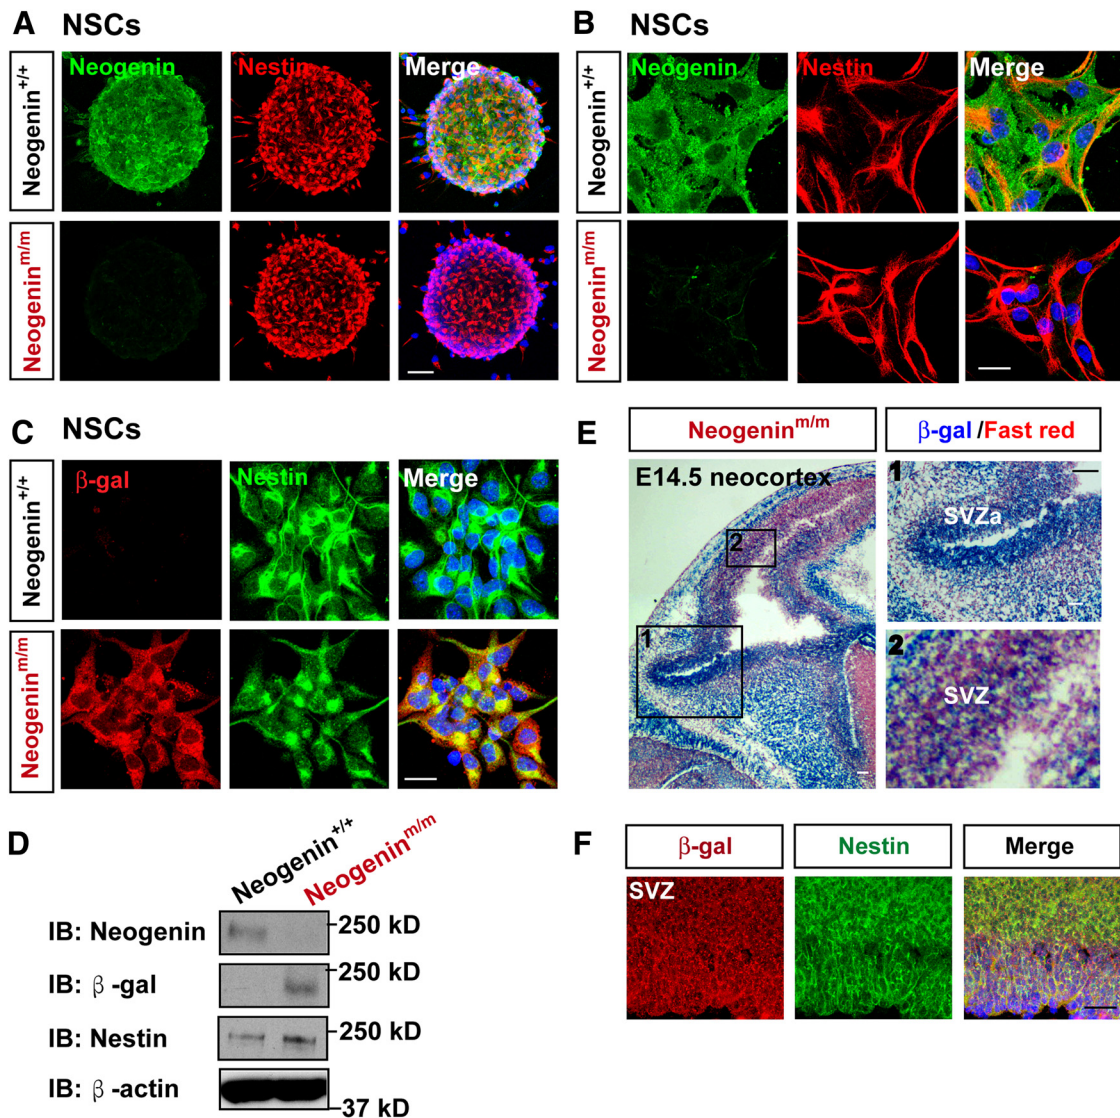 A NSCs
Neogenin+/+
Neogenin Nestin Merge
Neogeninm/m
B NSCs
Neogenin+/+
Neogenin Nestin Merge
Neogeninm/m
C NSCs
Neogenin+/+
β-gal Nestin Merge
Neogeninm/m
D
Neogenin+/+
Neogeninm/m
IB: Neogenin 250 kD
IB: β-gal 250 kD
IB: Nestin 250 kD
IB: β-actin
37 kD
E
Neogeninm/m β-gal /Fast red
E14.5 neocortex
2
1
1
SVZa
2
SVZ
F
β-gal Nestin Merge
SVZ